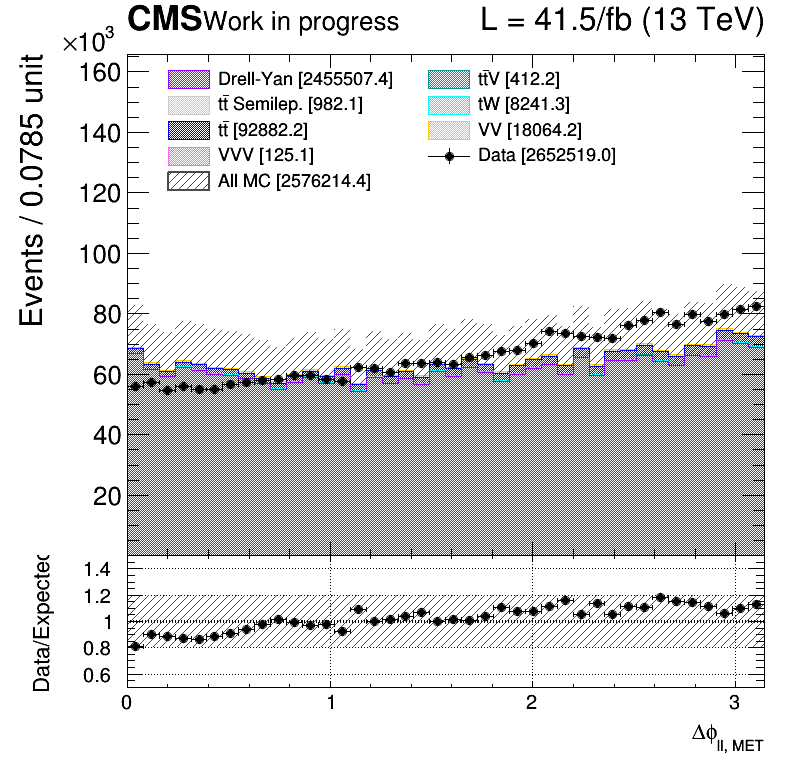 CMS Work in progress L = 41.5/fb (13 TeV)
×10³
Events / 0.0785 unit
160
140
120
100
80
60
40
20
Drell-Yan [2455507.4]
tt̄ Semilep. [982.1]
tt̄ [92882.2]
VVV [125.1]
All MC [2576214.4]
tt̄V [412.2]
tW [8241.3]
VV [18064.2]
Data [2652519.0]
Data/Expected
1.4
1.2
1
0.8
0.6
0 1 2 3
Δϕ_ll, MET